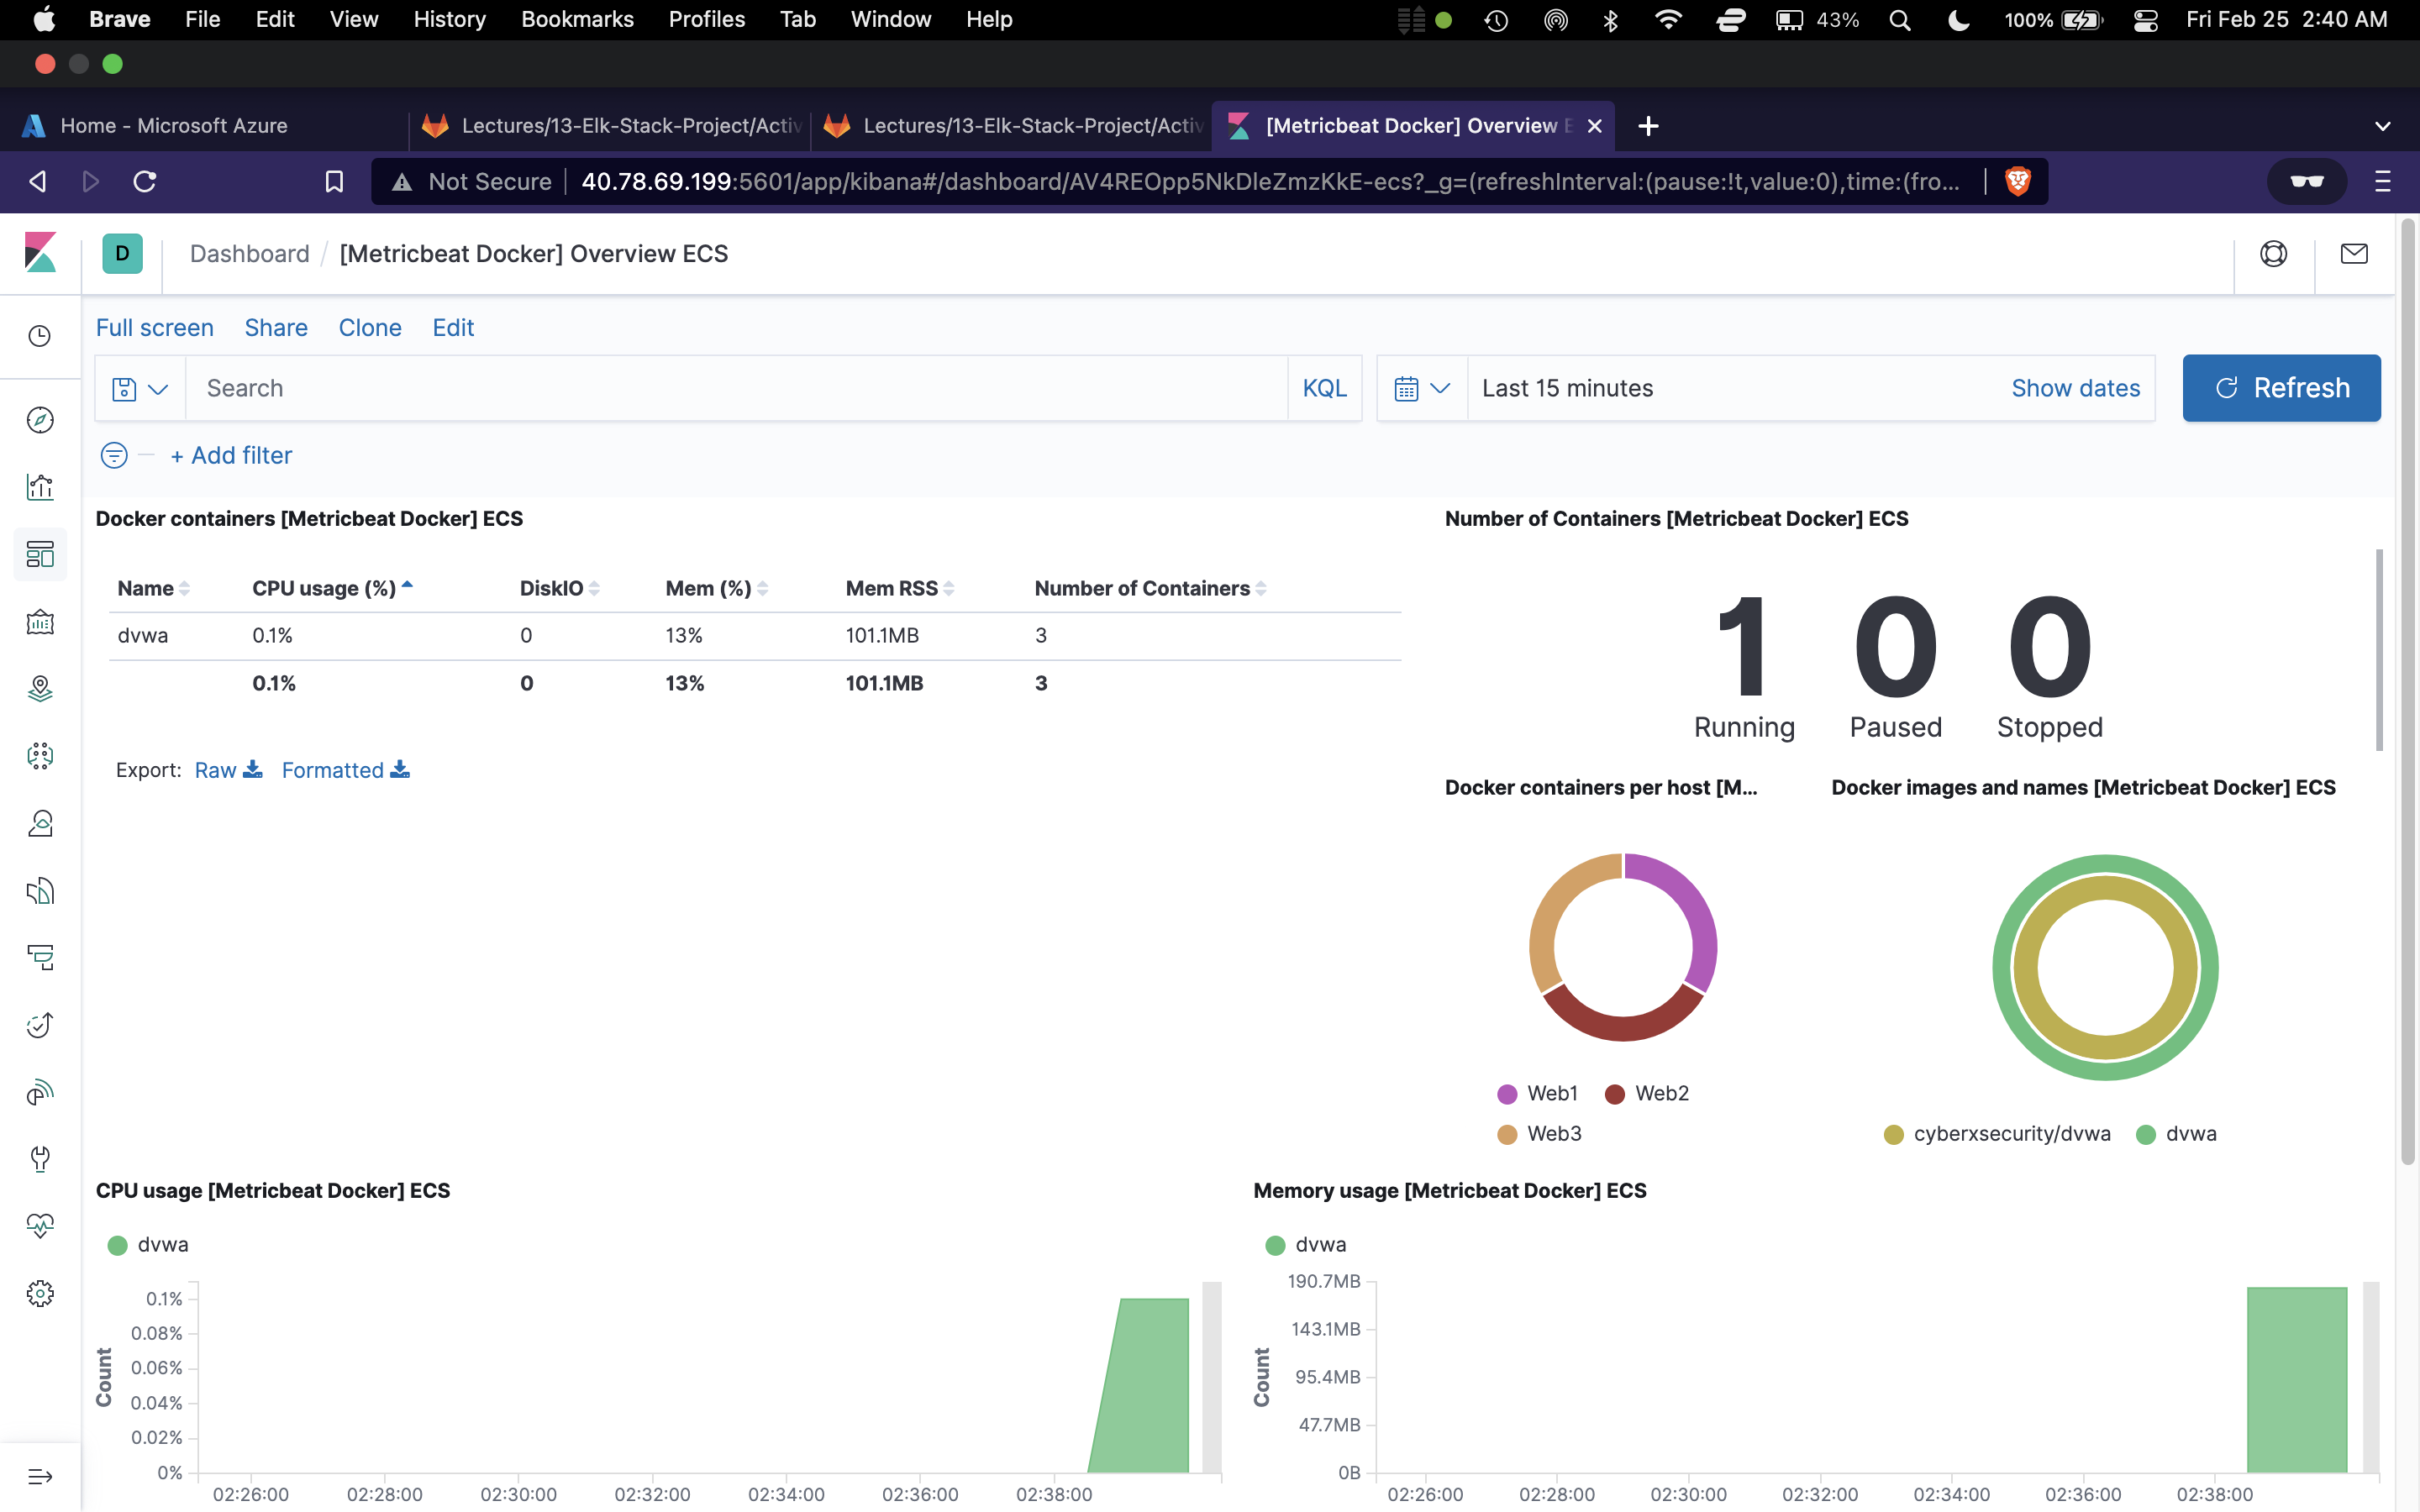 Brave File Edit View History Bookmarks Profiles Tab Window Help 43% 100% Fri Feb 25 2:40 AM
Home - Microsoft Azure Lectures/13-Elk-Stack-Project/Activ Lectures/13-Elk-Stack-Project/Activ [Metricbeat Docker] Overview E
Not Secure 40.78.69.199:5601/app/kibana#/dashboard/AV4REOpp5NkDleZmzKkE-ecs?_g=(refreshInterval:(pause:!t,value:0),time:(fro...
D Dashboard / [Metricbeat Docker] Overview ECS
Full screen Share Clone Edit
Search KQL Last 15 minutes Show dates Refresh
+ Add filter
Docker containers [Metricbeat Docker] ECS
Name CPU usage (%) DiskIO Mem (%) Mem RSS Number of Containers
dvwa 0.1% 0 13% 101.1MB 3
0.1% 0 13% 101.1MB 3
Export: Raw Formatted
Number of Containers [Metricbeat Docker] ECS
1 0 0
Running Paused Stopped
Docker containers per host [M...
Web1 Web2
Web3
Docker images and names [Metricbeat Docker] ECS
cyberxsecurity/dvwa dvwa
CPU usage [Metricbeat Docker] ECS
dvwa
Count
0.1%
0.08%
0.06%
0.04%
0.02%
0%
02:26:00 02:28:00 02:30:00 02:32:00 02:34:00 02:36:00 02:38:00
Memory usage [Metricbeat Docker] ECS
dvwa
Count
190.7MB
143.1MB
95.4MB
47.7MB
0B
02:26:00 02:28:00 02:30:00 02:32:00 02:34:00 02:36:00 02:38:00